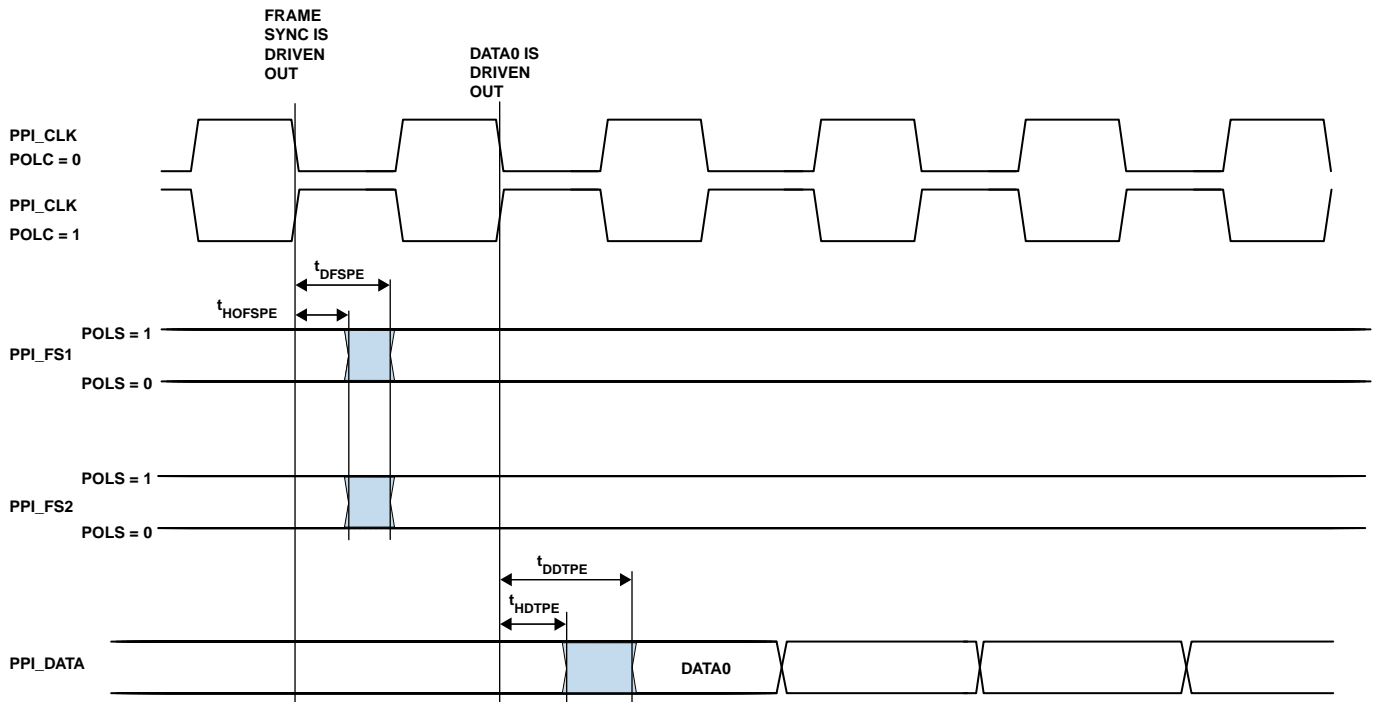 FRAME
SYNC IS
DRIVEN
OUT
DATA0 IS
DRIVEN
OUT
PPI_CLK
POLC = 0
PPI_CLK
POLC = 1
tDFSPE
tHOFSPE
POLS = 1
PPI_FS1
POLS = 0
POLS = 1
PPI_FS2
POLS = 0
tDDTPE
tHDTPE
PPI_DATA
DATA0